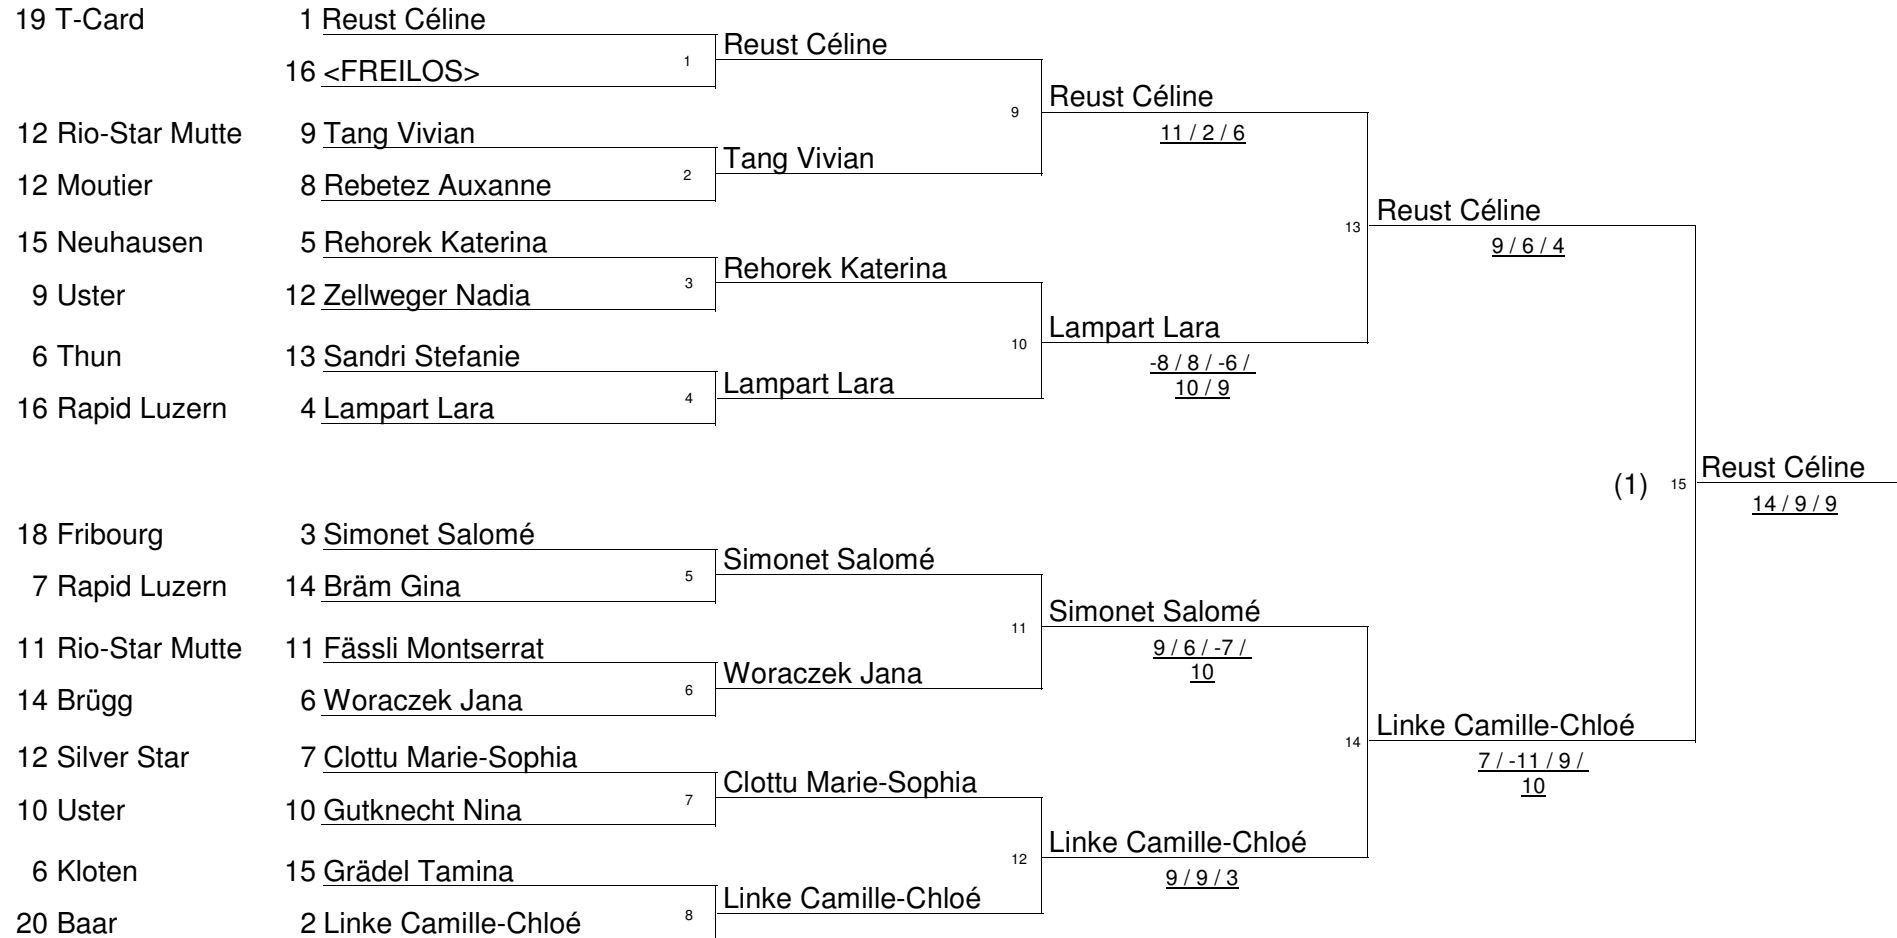 19 T-Card 1 Reust Céline
Reust Céline
16 <FREILOS> 1
Reust Céline
9
12 Rio-Star Mutte 9 Tang Vivian
11 / 2 / 6
Tang Vivian
12 Moutier 8 Rebetez Auxanne 2
Reust Céline
13
15 Neuhausen 5 Rehorek Katerina
9 / 6 / 4
Rehorek Katerina
9 Uster 12 Zellweger Nadia 3
Lampart Lara
10
6 Thun 13 Sandri Stefanie
-8 / 8 / -6 /
10 / 9
Lampart Lara
16 Rapid Luzern 4 Lampart Lara 4
Reust Céline
(1) 15
14 / 9 / 9
18 Fribourg 3 Simonet Salomé
Simonet Salomé
7 Rapid Luzern 14 Bräm Gina 5
Simonet Salomé
11
11 Rio-Star Mutte 11 Fässli Montserrat
9 / 6 / -7 /
10
Woraczek Jana
14 Brügg 6 Woraczek Jana 6
Linke Camille-Chloé
14
12 Silver Star 7 Clottu Marie-Sophia
7 / -11 / 9 /
10
Clottu Marie-Sophia
10 Uster 10 Gutknecht Nina 7
Linke Camille-Chloé
12
6 Kloten 15 Grädel Tamina
9 / 9 / 3
Linke Camille-Chloé
20 Baar 2 Linke Camille-Chloé 8